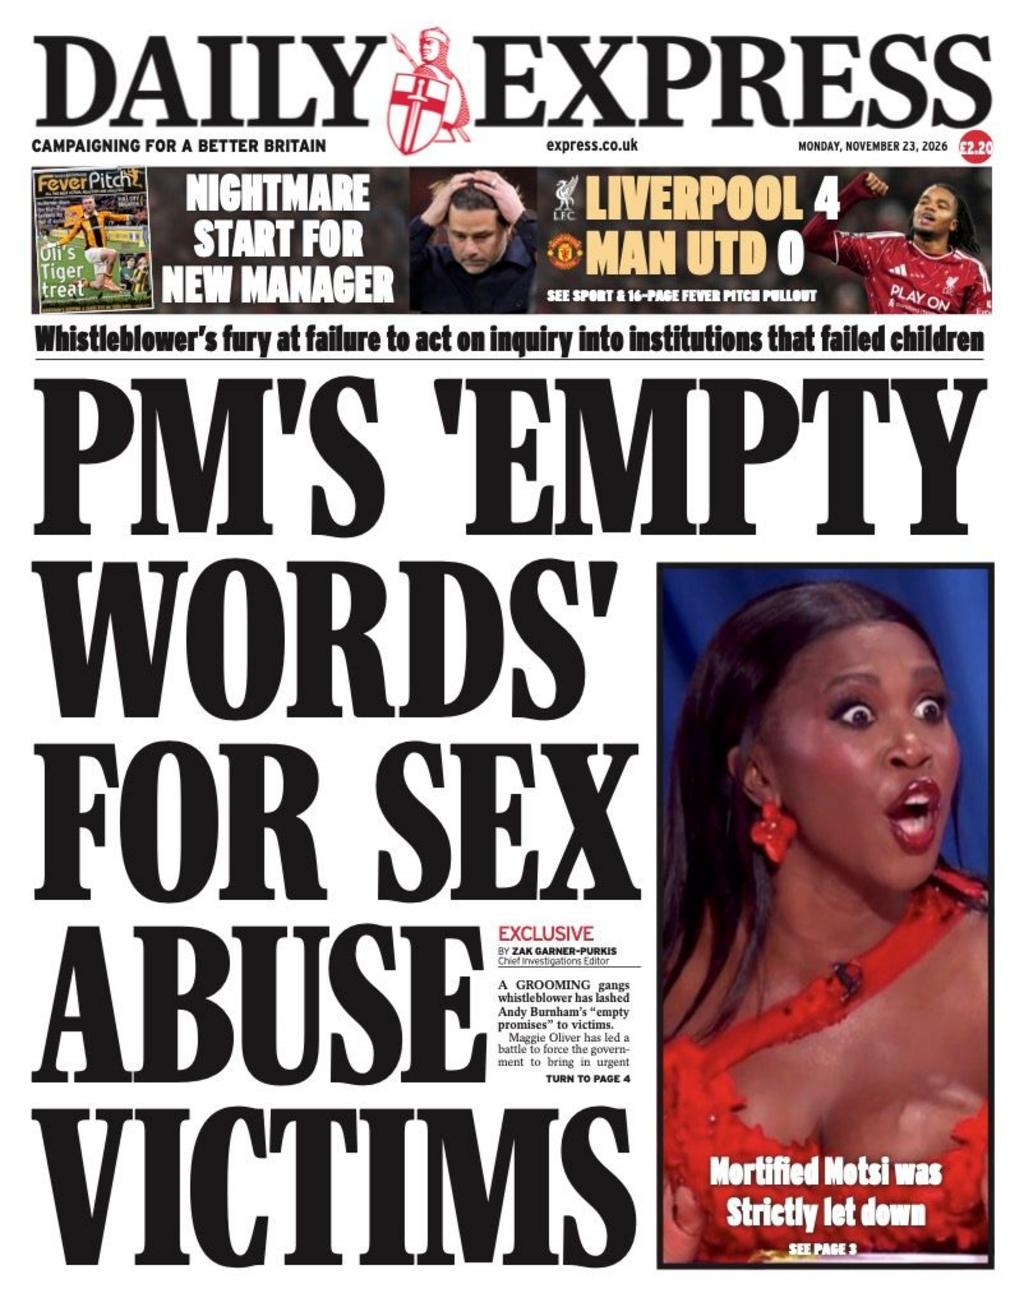 DAILY EXPRESS
CAMPAIGNING FOR A BETTER BRITAIN
express.co.uk
MONDAY, NOVEMBER 23, 2026
£2.20
Fever Pitch
Oli's
Tiger
treat
NIGHTMARE
START FOR
NEW MANAGER
LFC
LIVERPOOL 4
MAN UTD 0
SEE SPORT & 16-PAGE FEVER PITCH PULLOUT
PLAY ON
Whistleblower's fury at failure to act on inquiry into institutions that failed children
PM'S 'EMPTY
WORDS'
FOR SEX
ABUSE
VICTIMS
EXCLUSIVE
BY ZAK GARNER-PURKIS
Chief Investigations Editor
A GROOMING gangs
whistleblower has lashed
Andy Burnham's "empty
promises" to victims.
Maggie Oliver has led a
battle to force the govern-
ment to bring in urgent
TURN TO PAGE 4
Mortified Motsi was
Strictly let down
SEE PAGE 3